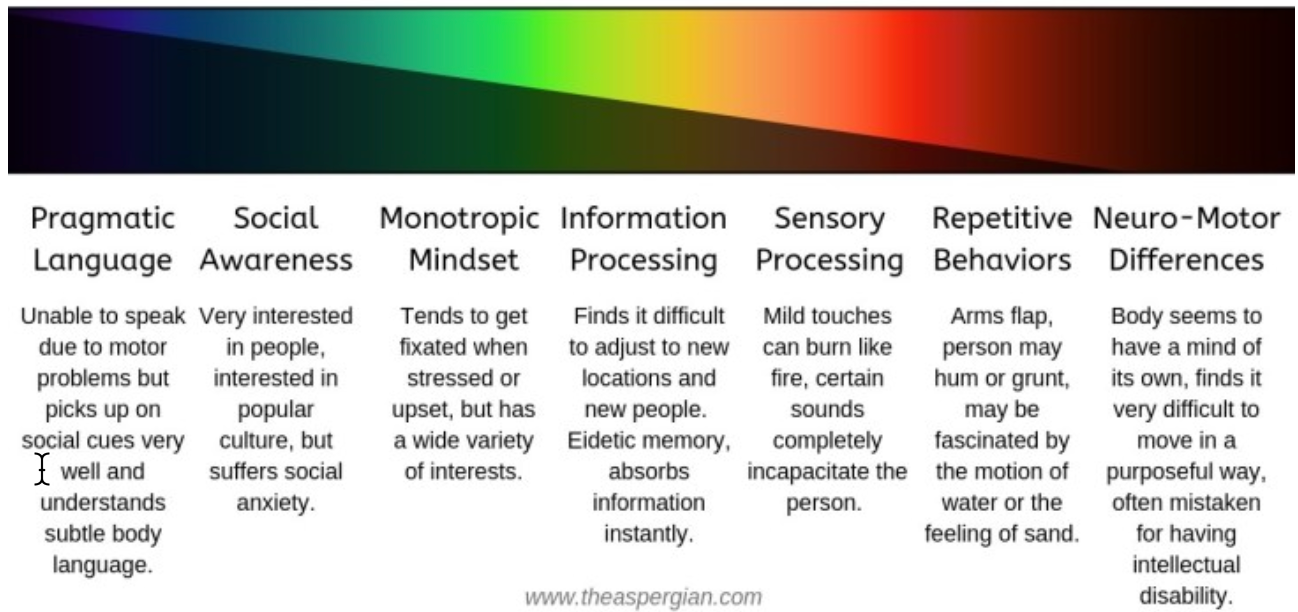 Pragmatic
Language
Unable to speak
due to motor
problems but
picks up on
social cues very
well and
understands
subtle body
language.
Social
Awareness
Very interested
in people,
interested in
popular
culture, but
suffers social
anxiety.
Monotropic
Mindset
Tends to get
fixated when
stressed or
upset, but has
a wide variety
of interests.
Information
Processing
Finds it difficult
to adjust to new
locations and
new people.
Eidetic memory,
absorbs
information
instantly.
Sensory
Processing
Mild touches
can burn like
fire, certain
sounds
completely
incapacitate the
person.
Repetitive
Behaviors
Arms flap,
person may
hum or grunt,
may be
fascinated by
the motion of
water or the
feeling of sand.
Neuro-Motor
Differences
Body seems to
have a mind of
its own, finds it
very difficult to
move in a
purposeful way,
often mistaken
for having
intellectual
disability.
www.theaspergian.com